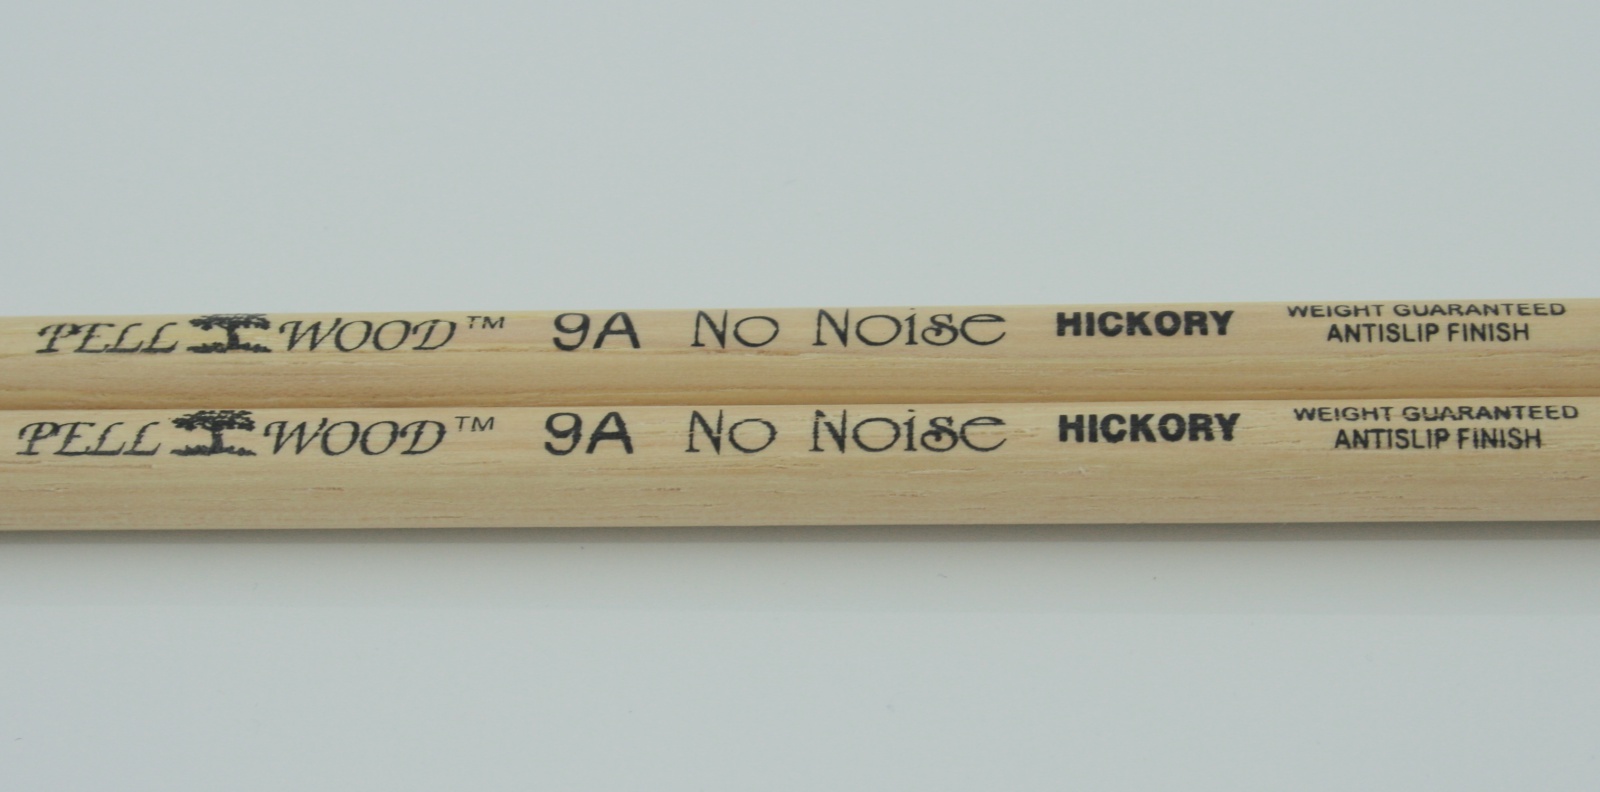 PELL WOOD™ 9A No Noise HICKORY WEIGHT GUARANTEED
ANTISLIP FINISH
PELL WOOD™ 9A No Noise HICKORY WEIGHT GUARANTEED
ANTISLIP FINISH